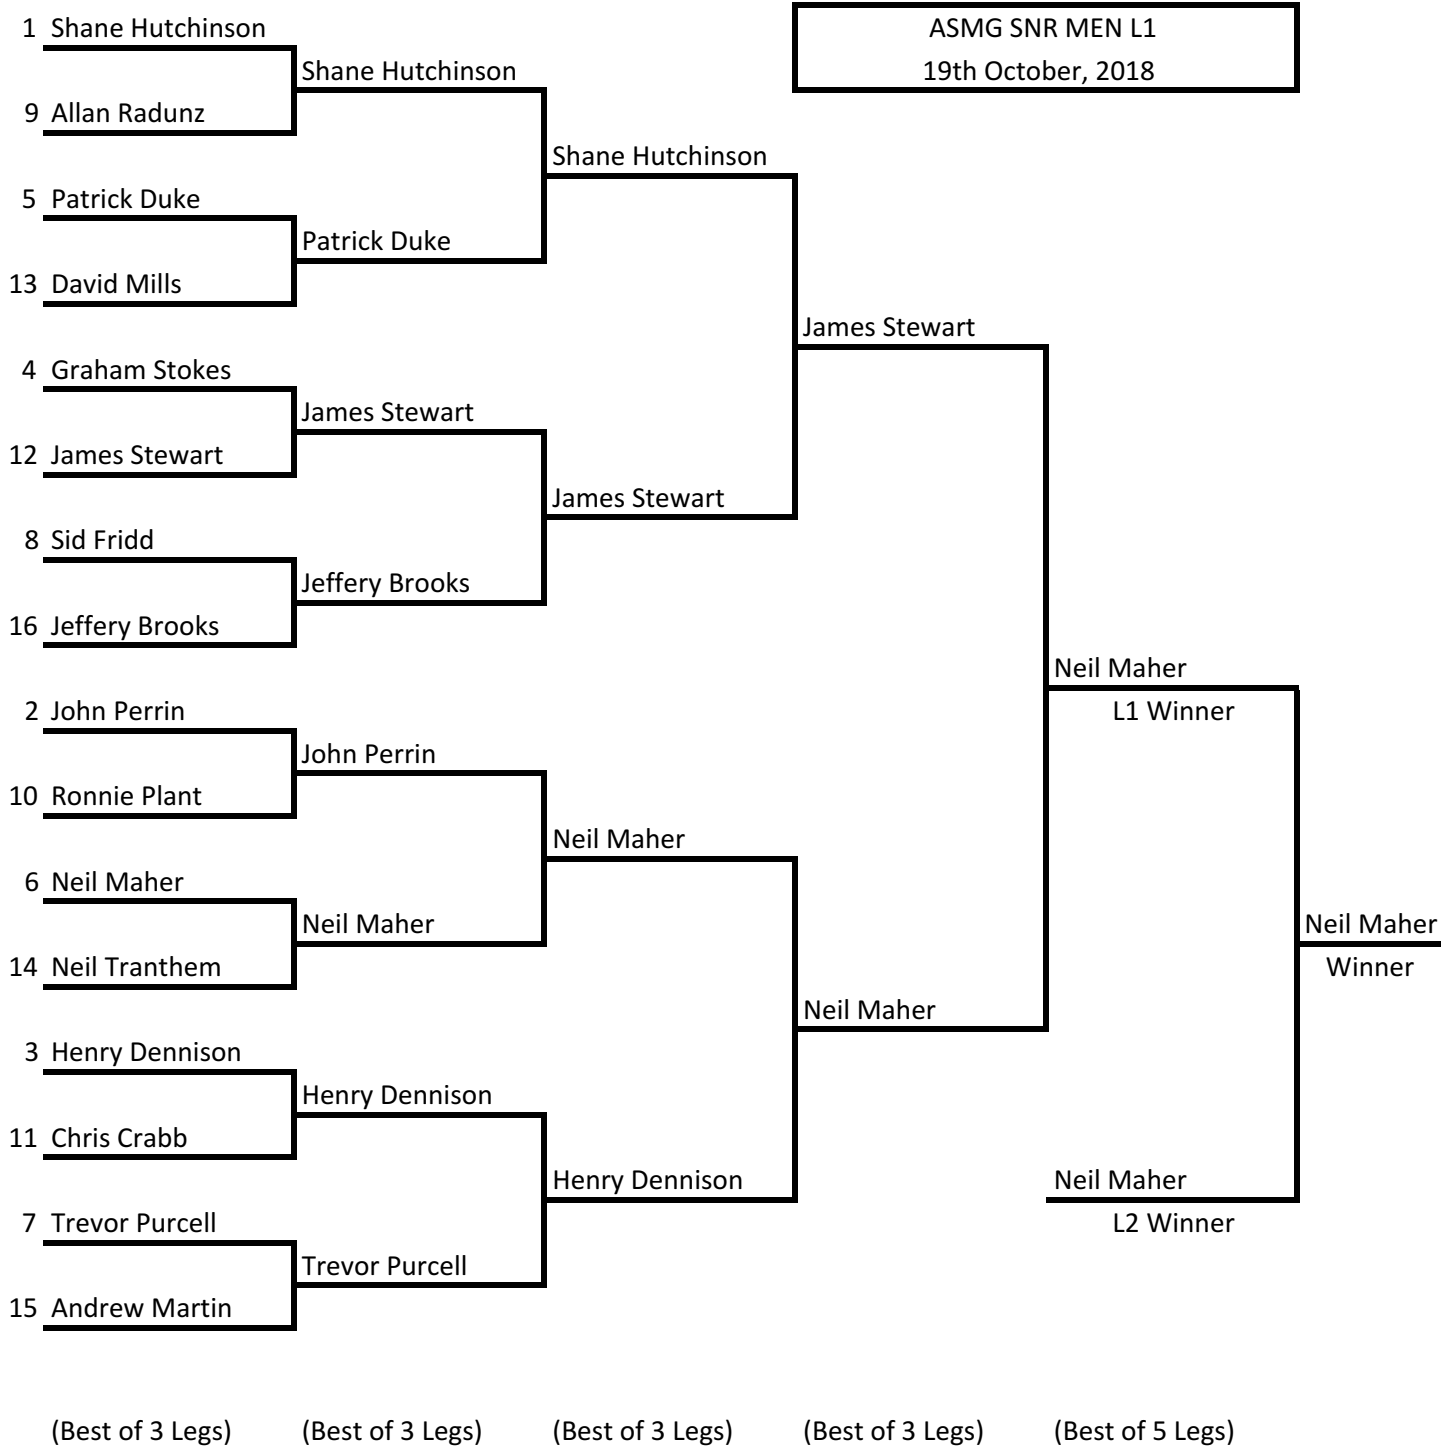 1 Shane Hutchinson
ASMG SNR MEN L1
Shane Hutchinson
19th October, 2018
9 Allan Radunz
Shane Hutchinson
5 Patrick Duke
Patrick Duke
13 David Mills
James Stewart
4 Graham Stokes
James Stewart
12 James Stewart
James Stewart
8 Sid Fridd
Jeffery Brooks
16 Jeffery Brooks
Neil Maher
2 John Perrin
L1 Winner
John Perrin
10 Ronnie Plant
Neil Maher
6 Neil Maher
Neil Maher
Neil Maher
14 Neil Tranthem
Winner
Neil Maher
3 Henry Dennison
Henry Dennison
11 Chris Crabb
Henry Dennison
Neil Maher
7 Trevor Purcell
L2 Winner
Trevor Purcell
15 Andrew Martin
(Best of 3 Legs) (Best of 3 Legs) (Best of 3 Legs) (Best of 3 Legs) (Best of 5 Legs)